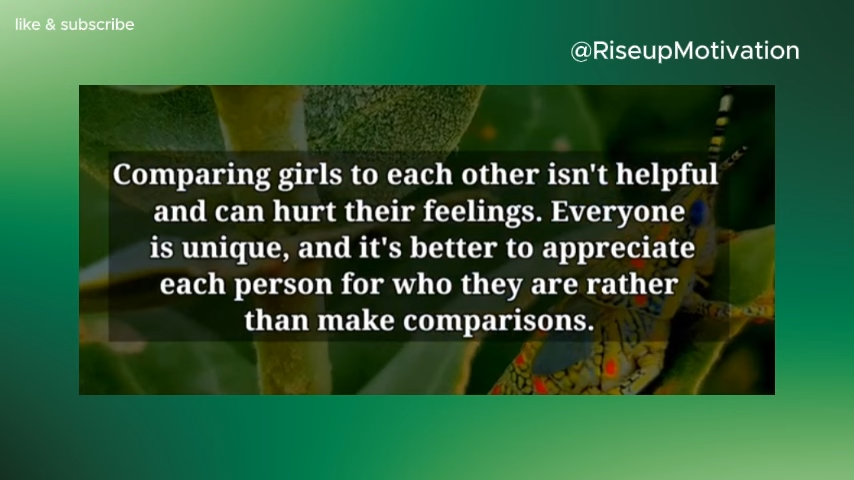 like & subscribe
@RiseupMotivation
Comparing girls to each other isn't helpful
and can hurt their feelings. Everyone
is unique, and it's better to appreciate
each person for who they are rather
than make comparisons.